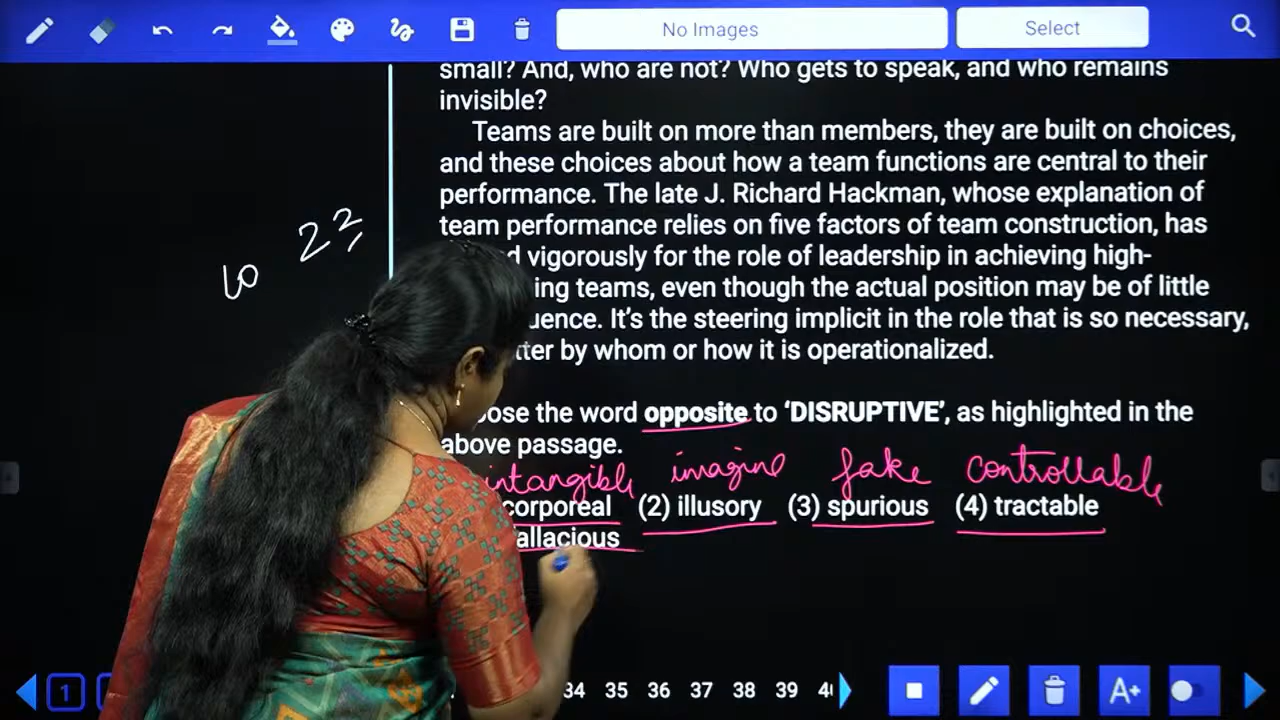 No Images
Select
small? And, who are not? Who gets to speak, and who remains
invisible?
Teams are built on more than members, they are built on choices,
and these choices about how a team functions are central to their
performance. The late J. Richard Hackman, whose explanation of
team performance relies on five factors of team construction, has
vigorously for the role of leadership in achieving high-
teams, even though the actual position may be of little
It's the steering implicit in the role that is so necessary,
by whom or how it is operationalized.
22
10
the word opposite to ‘DISRUPTIVE’, as highlighted in the
above passage.
intangible imagine fake controllable
corporeal (2) illusory (3) spurious (4) tractable
allacious
1 34 35 36 37 38 39
A+